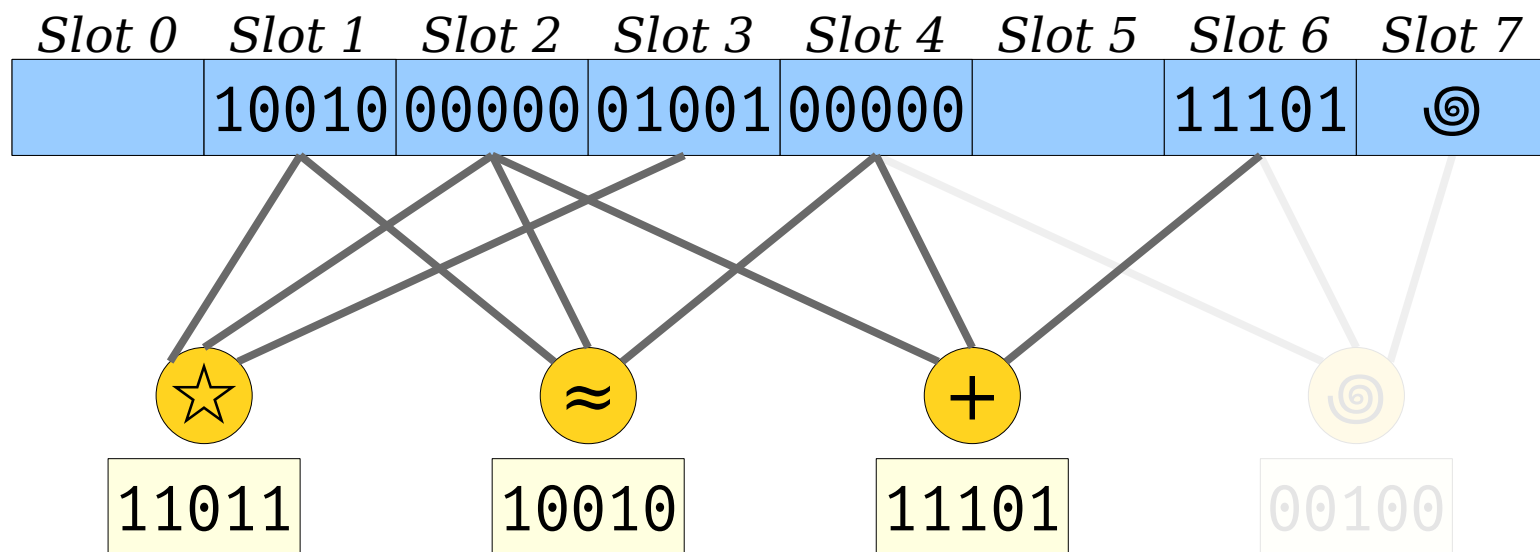 Slot 0 Slot 1 Slot 2 Slot 3 Slot 4 Slot 5 Slot 6 Slot 7
10010 00000 01001 00000 11101 ꩜
☆ ≈ + ꩜
11011 10010 11101 00100